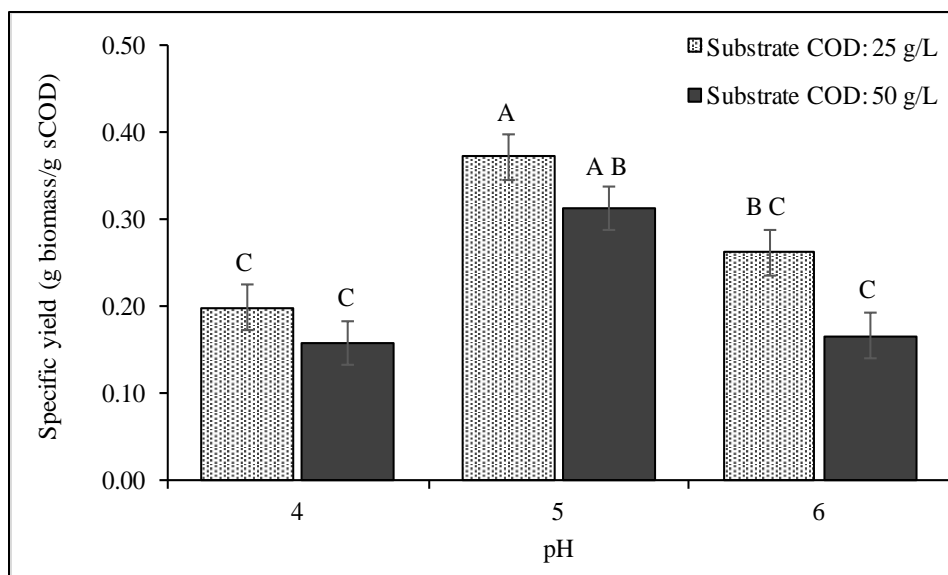 0.50
0.40
0.30
0.20
0.10
0.00
Specific yield (g biomass/g sCOD)
Substrate COD: 25 g/L
Substrate COD: 50 g/L
C
C
A
A B
B C
C
4
5
6
pH